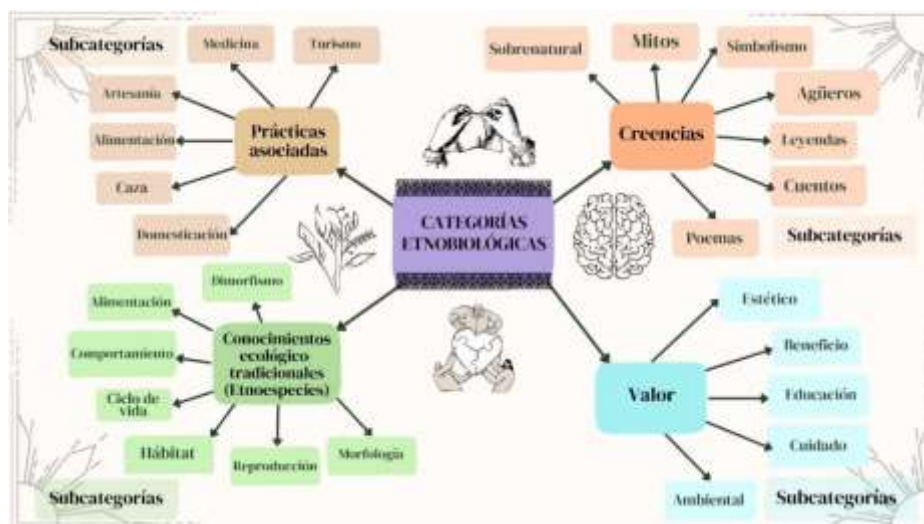 Subcategorías
Medicina
Turismo
Artesanía
Alimentación
Caza
Domesticación
Prácticas
asociadas
Sobrenatural
Mitos
Simbolismo
Agüeros
Leyendas
Cuentos
Poemas
Creencias
Subcategorías
CATEGORÍAS
ETNOBIOLÓGICAS
Dimorfismo
Alimentación
Comportamiento
Ciclo de
vida
Hábitat
Reproducción
Morfología
Conocimientos
ecológico
tradicionales
(Etnoespecies)
Subcategorías
Valor
Estético
Beneficio
Educación
Cuidado
Ambiental
Subcategorías